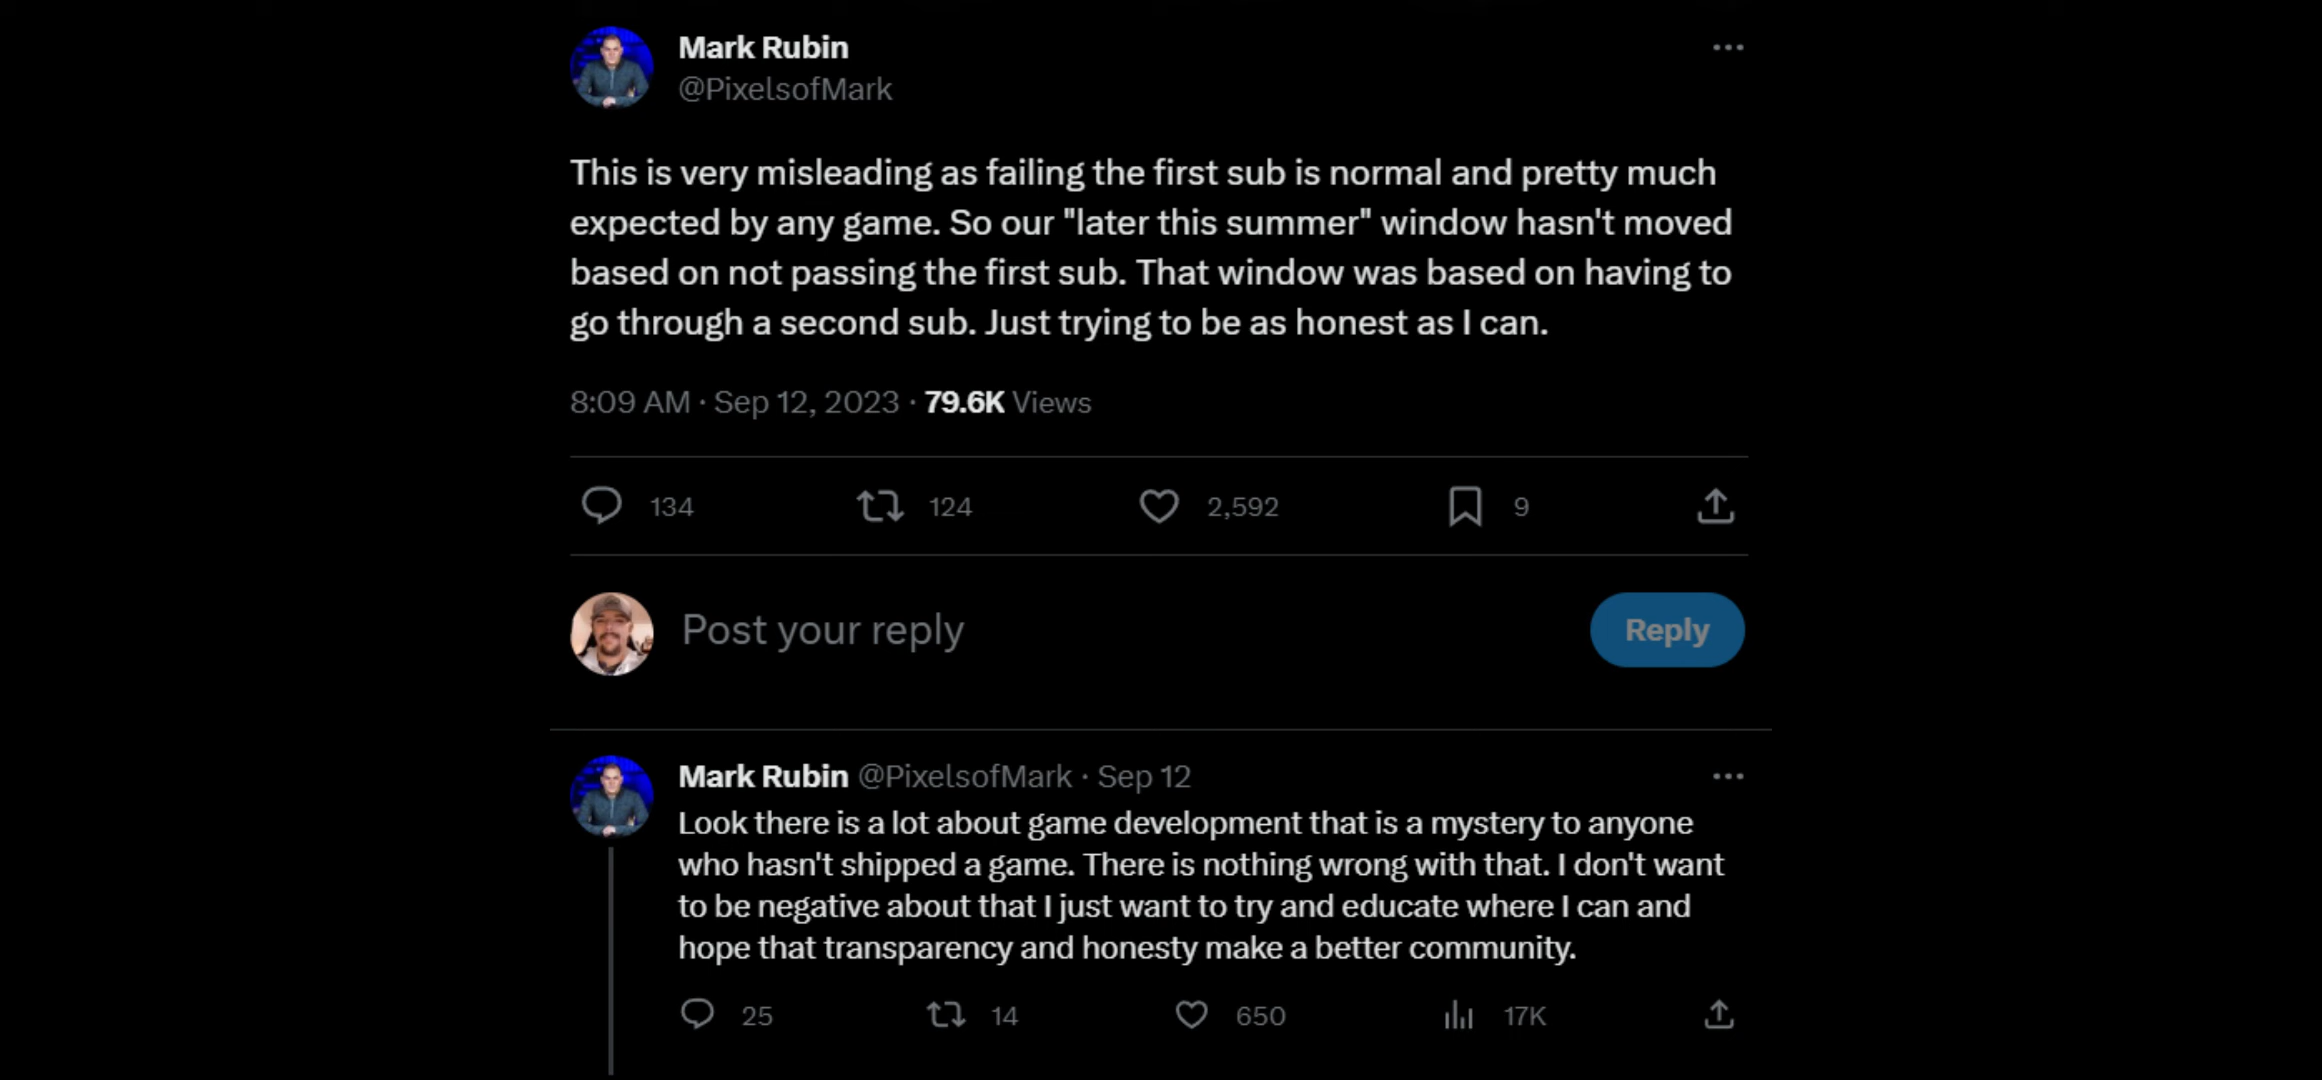 Mark Rubin
@PixelsofMark
This is very misleading as failing the first sub is normal and pretty much
expected by any game. So our "later this summer" window hasn't moved
based on not passing the first sub. That window was based on having to
go through a second sub. Just trying to be as honest as I can.
8:09 AM · Sep 12, 2023 · 79.6K Views
134 124 2,592 9
Post your reply Reply
Mark Rubin @PixelsofMark · Sep 12
Look there is a lot about game development that is a mystery to anyone
who hasn't shipped a game. There is nothing wrong with that. I don't want
to be negative about that I just want to try and educate where I can and
hope that transparency and honesty make a better community.
25 14 650 17K